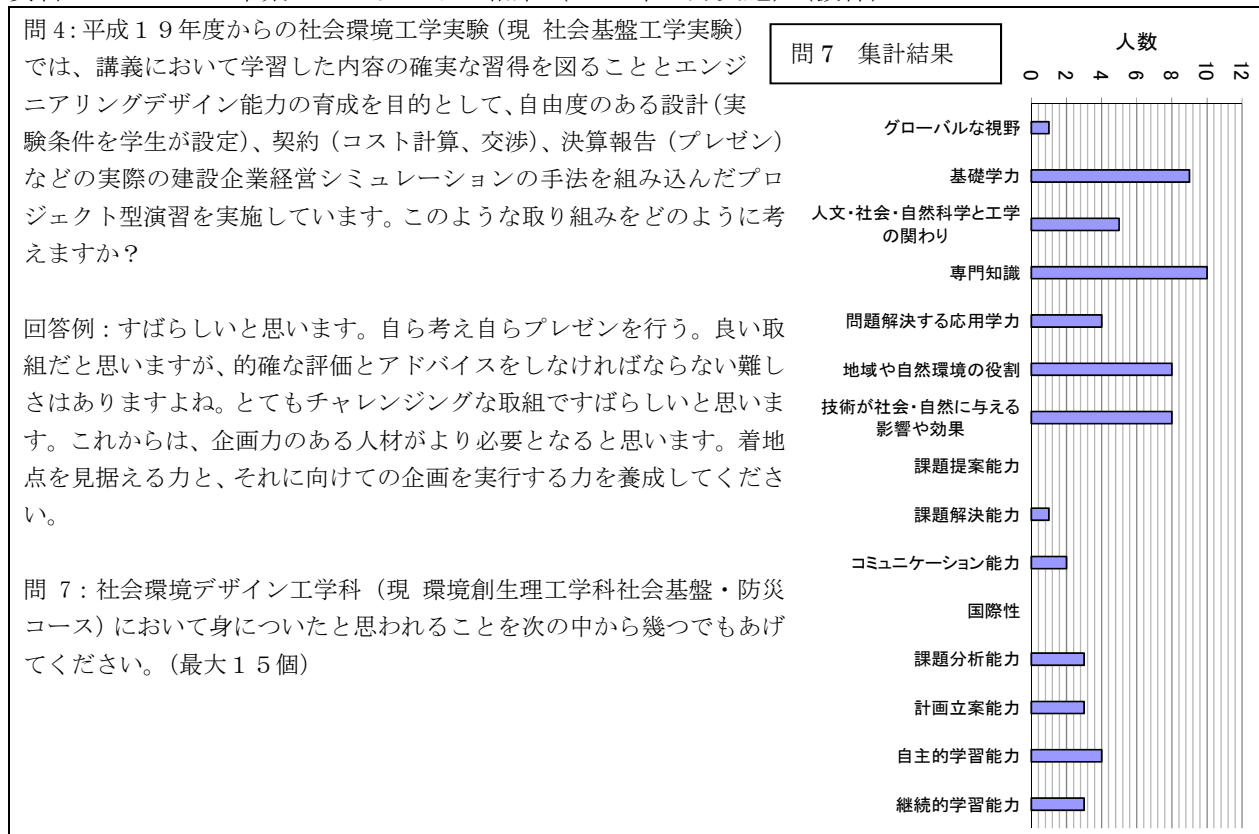 問 4：平成１９年度からの社会環境工学実験（現 社会基盤工学実験）
では、講義において学習した内容の確実な習得を図ることとエンジ
ニアリングデザイン能力の育成を目的として、自由度のある設計（実
験条件を学生が設定）、契約（コスト計算、交渉）、決算報告（プレゼン）
などの実際の建設企業経営シミュレーションの手法を組み込んだプロ
ジェクト型演習を実施しています。このような取り組みをどのように考
えますか？
回答例：すばらしいと思います。自ら考え自らプレゼンを行う。良い取
組だと思いますが、的確な評価とアドバイスをしなければならない難し
さはありますよね。とてもチャレンジングな取組ですばらしいと思いま
す。これからは、企画力のある人材がより必要となると思います。着地
点を見据える力と、それに向けての企画を実行する力を養成してくださ
い。
問 7：社会環境デザイン工学科（現 環境創生理工学科社会基盤・防災
コース）において身についたと思われることを次の中から幾つでもあげ
てください。（最大１５個）
問 7　集計結果
人数
0 2 4 6 8 10 12
グローバルな視野
基礎学力
人文・社会・自然科学と工学
の関わり
専門知識
問題解決する応用学力
地域や自然環境の役割
技術が社会・自然に与える
影響や効果
課題提案能力
課題解決能力
コミュニケーション能力
国際性
課題分析能力
計画立案能力
自主的学習能力
継続的学習能力